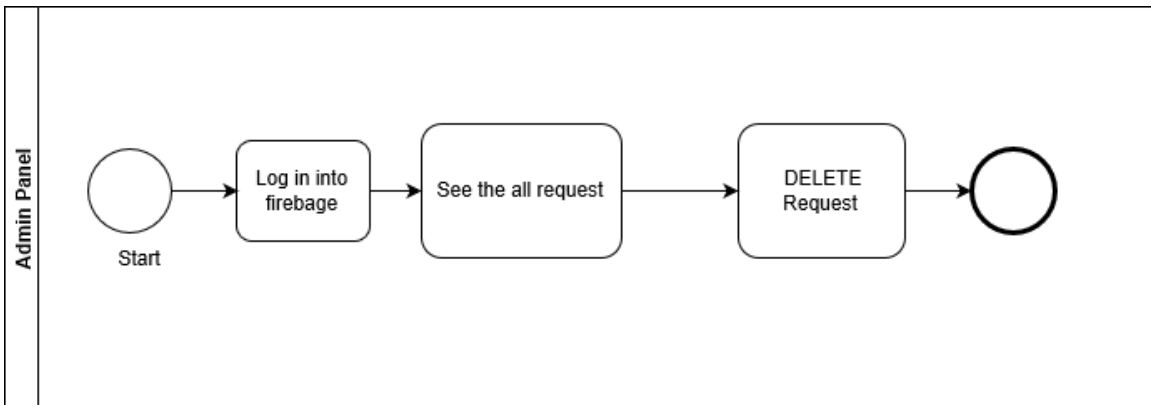 Admin Panel
Start
Log in into
firebage
See the all request
DELETE
Request